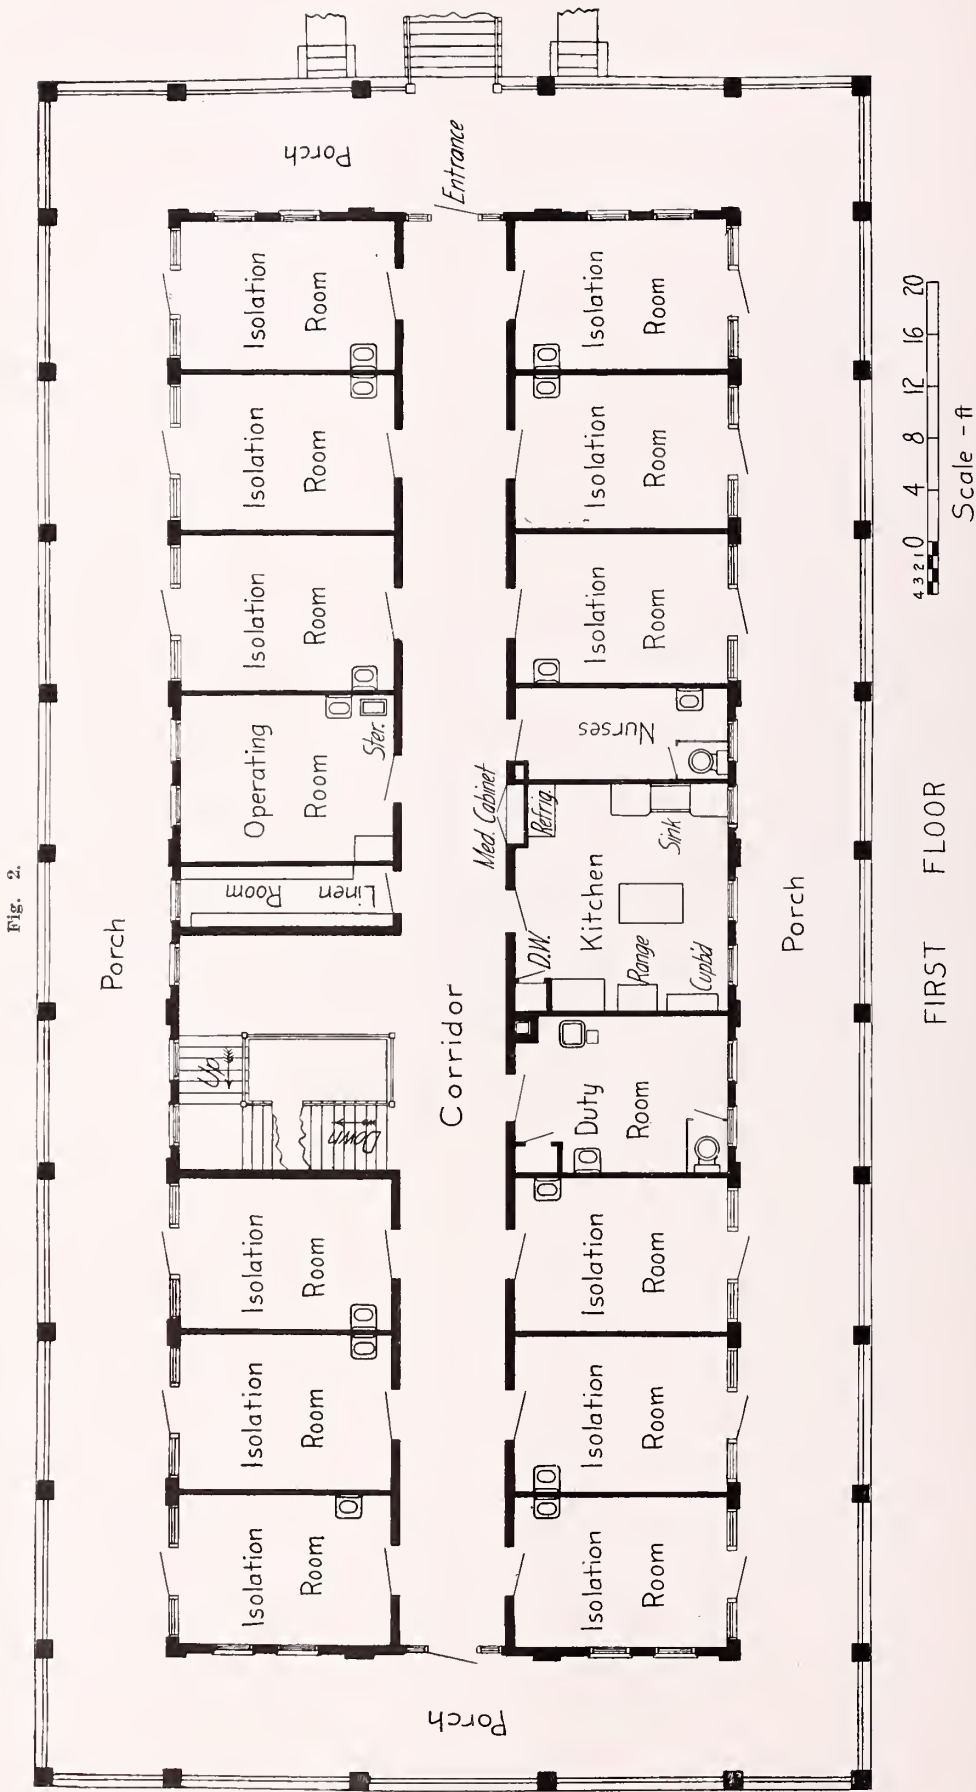 Fig. 2.
Porch
Porch
Entrance
Isolation
Room
Isolation
Room
Isolation
Room
Operating
Room
Ster.
Linen
Room
Up
Down
Isolation
Room
Isolation
Room
Isolation
Room
Corridor
Isolation
Room
Isolation
Room
Isolation
Room
Nurses
Med. Cabinet
Refrig.
Sink
Kitchen
D.W.
Range
Cupb'd
Duty
Room
Isolation
Room
Isolation
Room
Isolation
Room
Porch
Porch
4 3 2 1 0 4 8 12 16 20
Scale - ft
FIRST FLOOR